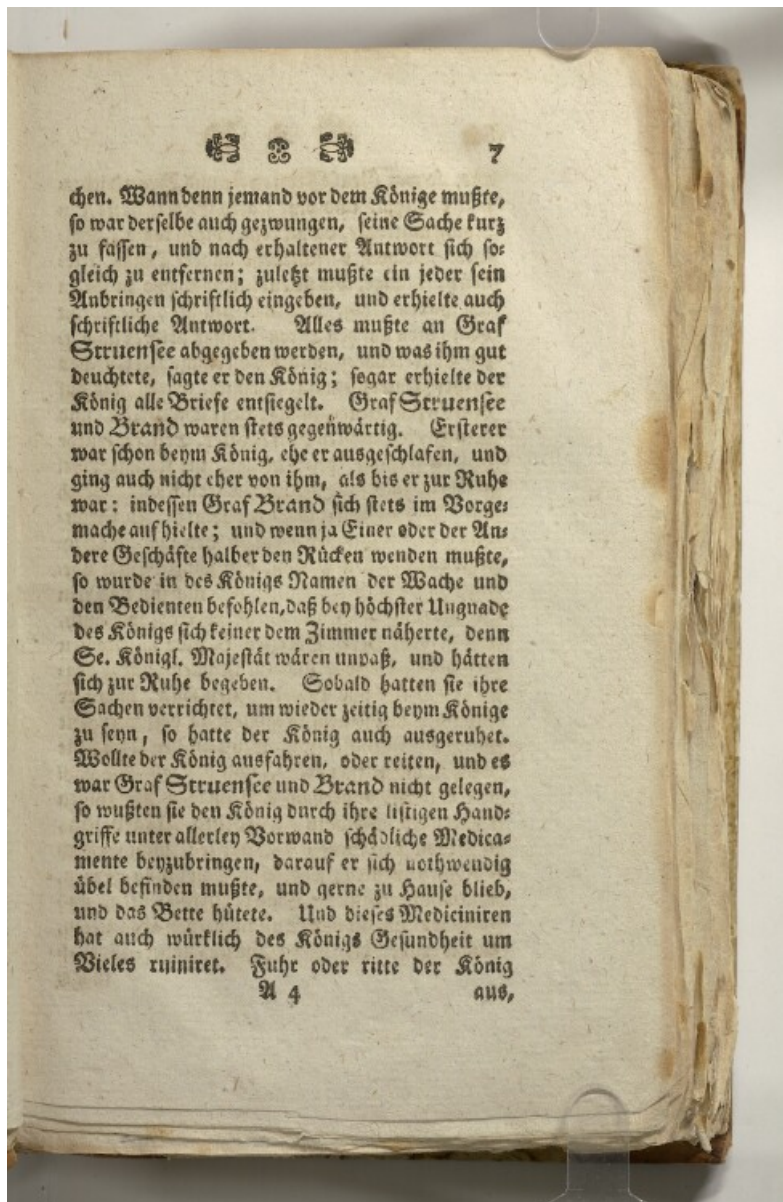 7
chen. Wann denn jemand vor dem Könige mußte,
so war derselbe auch gezwungen, seine Sache kurz
zu fassen, und nach erhaltener Antwort sich so-
gleich zu entfernen; zuletzt mußte ein jeder sein
Anbringen schriftlich eingeben, und erhielte auch
schriftliche Antwort. Alles mußte an Graf
Struensee abgegeben werden, und was ihm gut
deuchtete, sagte er den König; sogar erhielte der
König alle Briefe entsiegelt. Graf Struensee
und Brand waren stets gegenwärtig. Ersterer
war schon beym König, ehe er ausgeschlafen, und
ging auch nicht eher von ihm, als bis er zur Ruhe
war: indessen Graf Brand sich stets im Vorge-
mache auf hielte; und wenn ja Einer oder der An-
dere Geschäfte halber den Rücken wenden mußte,
so wurde in des Königs Namen der Wache und
den Bedienten befohlen, daß bey höchster Ungnade
des Königs sich keiner dem Zimmer näherte, denn
Se. Königl. Majestät wären unpaß, und hätten
sich zur Ruhe begeben. Sobald hatten sie ihre
Sachen verrichtet, um wieder zeitig beym Könige
zu seyn, so hatte der König auch ausgeruhet.
Wollte der König ausfahren, oder reiten, und es
war Graf Struensee und Brand nicht gelegen,
so wußten sie den König durch ihre listigen Hand-
griffe unter allerley Vorwand schädliche Medica-
mente beyzubringen, darauf er sich nothwendig
übel befinden mußte, und gerne zu Hause blieb,
und das Bette hütete. Und dieses Mediciniren
hat auch würklich des Königs Gesundheit um
Vieles ruiniret. Fuhr oder ritte der König
A 4 aus,